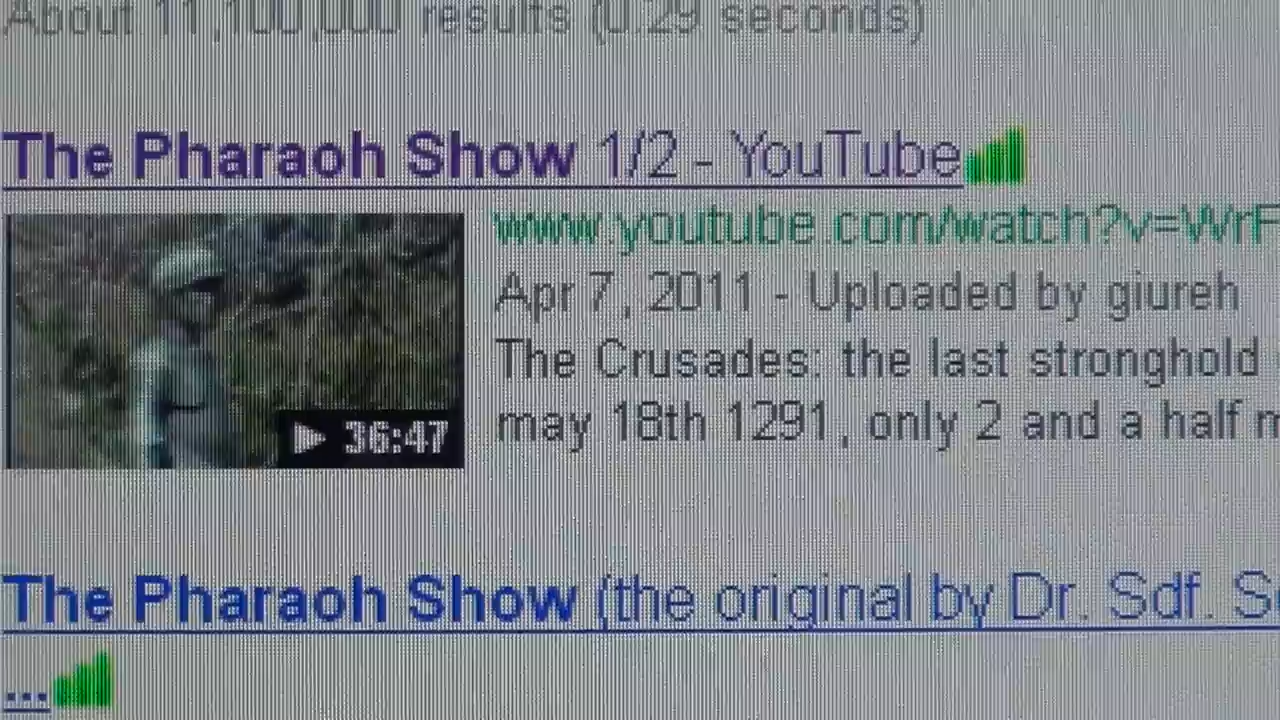 About 11,100,000 results (0.29 seconds)
The Pharaoh Show 1/2 - YouTube
www.youtube.com/watch?v=WrF
Apr 7, 2011 - Uploaded by giureh
The Crusades: the last stronghold
may 18th 1291, only 2 and a half
36:47
The Pharaoh Show (the original by Dr. Sdf. S
...